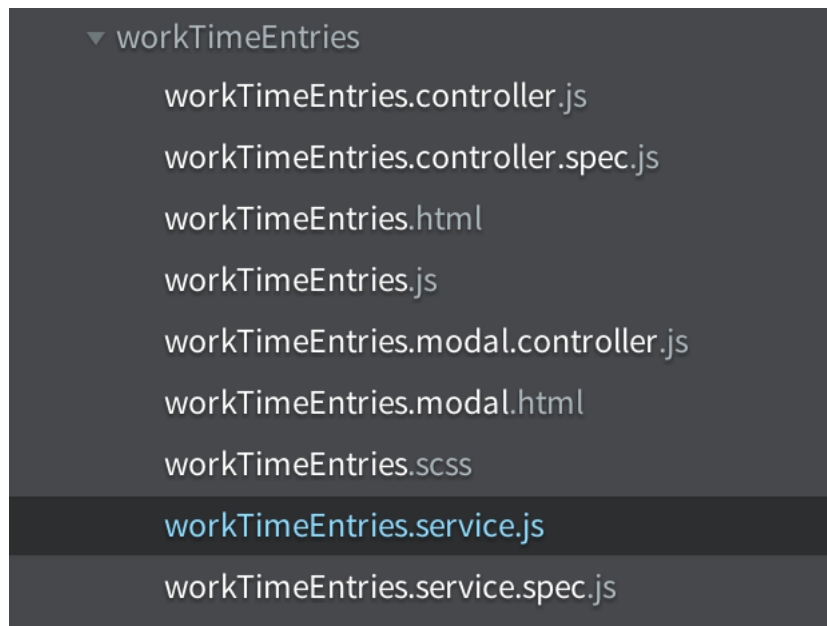 workTimeEntries
workTimeEntries.controller.js
workTimeEntries.controller.spec.js
workTimeEntries.html
workTimeEntries.js
workTimeEntries.modal.controller.js
workTimeEntries.modal.html
workTimeEntries.scss
workTimeEntries.service.js
workTimeEntries.service.spec.js